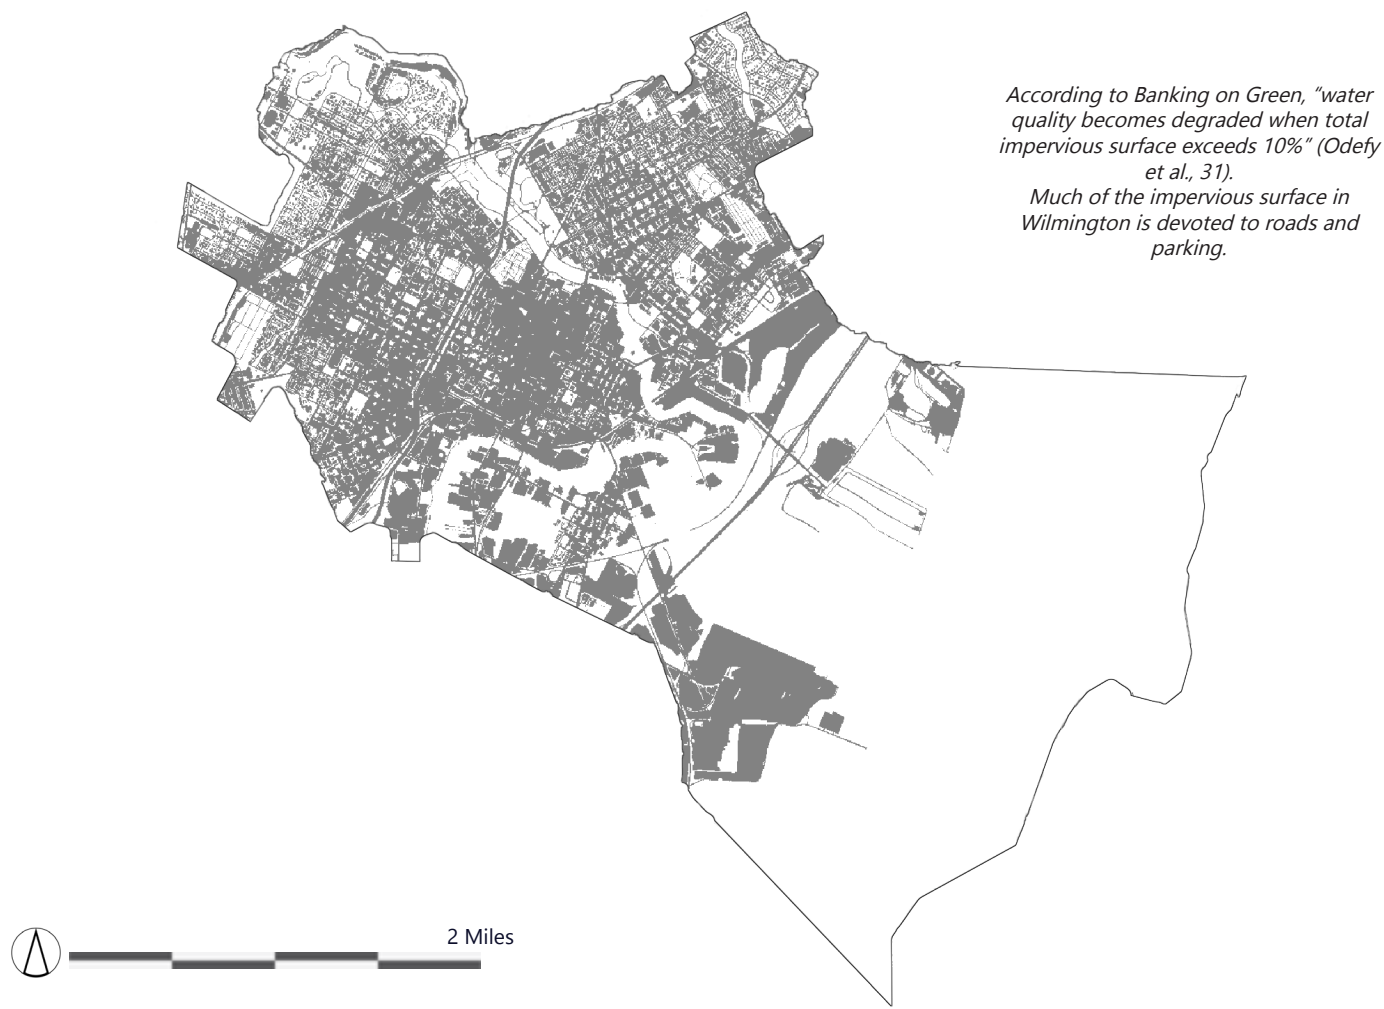 According to Banking on Green, “water
quality becomes degraded when total
impervious surface exceeds 10%” (Odefy
et al., 31).
Much of the impervious surface in
Wilmington is devoted to roads and
parking.
2 Miles